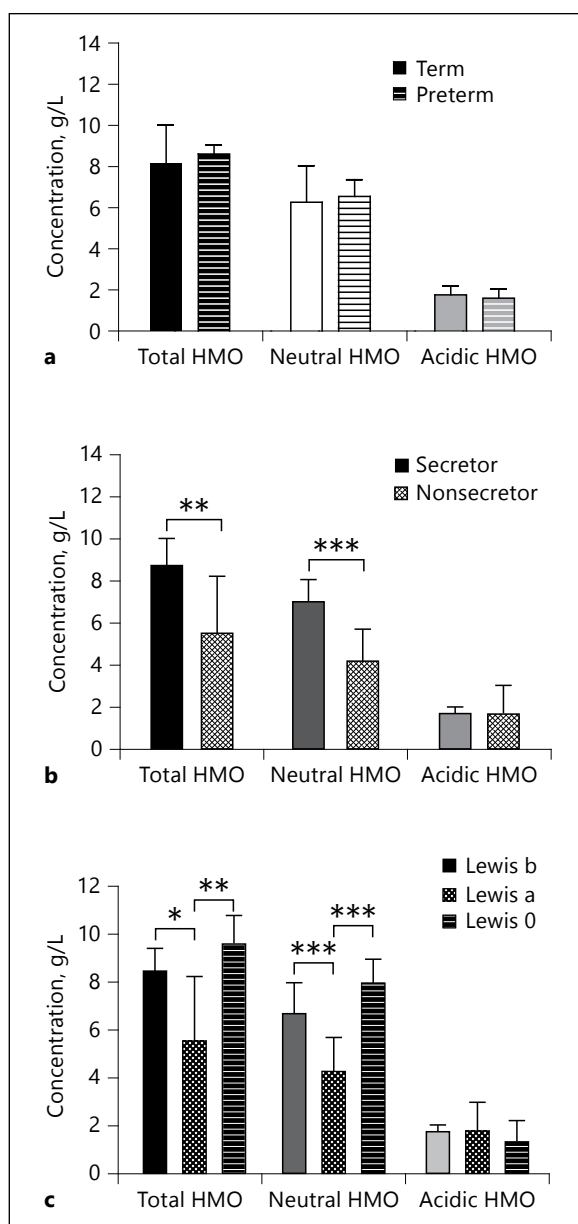 14
12
10
8
6
4
2
0
Concentration, g/L
Term
Preterm
Total HMO Neutral HMO Acidic HMO
a
14
12
10
8
6
4
2
0
Concentration, g/L
Secretor
Nonsecretor
**
***
Total HMO Neutral HMO Acidic HMO
b
12
10
8
6
4
2
0
Concentration, g/L
Lewis b
Lewis a
Lewis 0
*
**
***
***
Total HMO Neutral HMO Acidic HMO
c